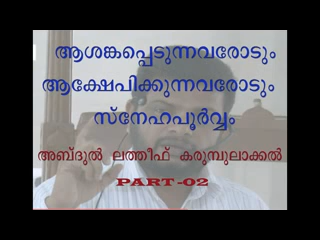 ആശങ്കപ്പെടുന്നവരോടും
ആക്ഷേപിക്കുന്നവരോടും
സ്നേഹപൂർവ്വം
അബ്ദുൽ ലത്തീഫ് കരുമ്പുലാക്കൽ
PART-02